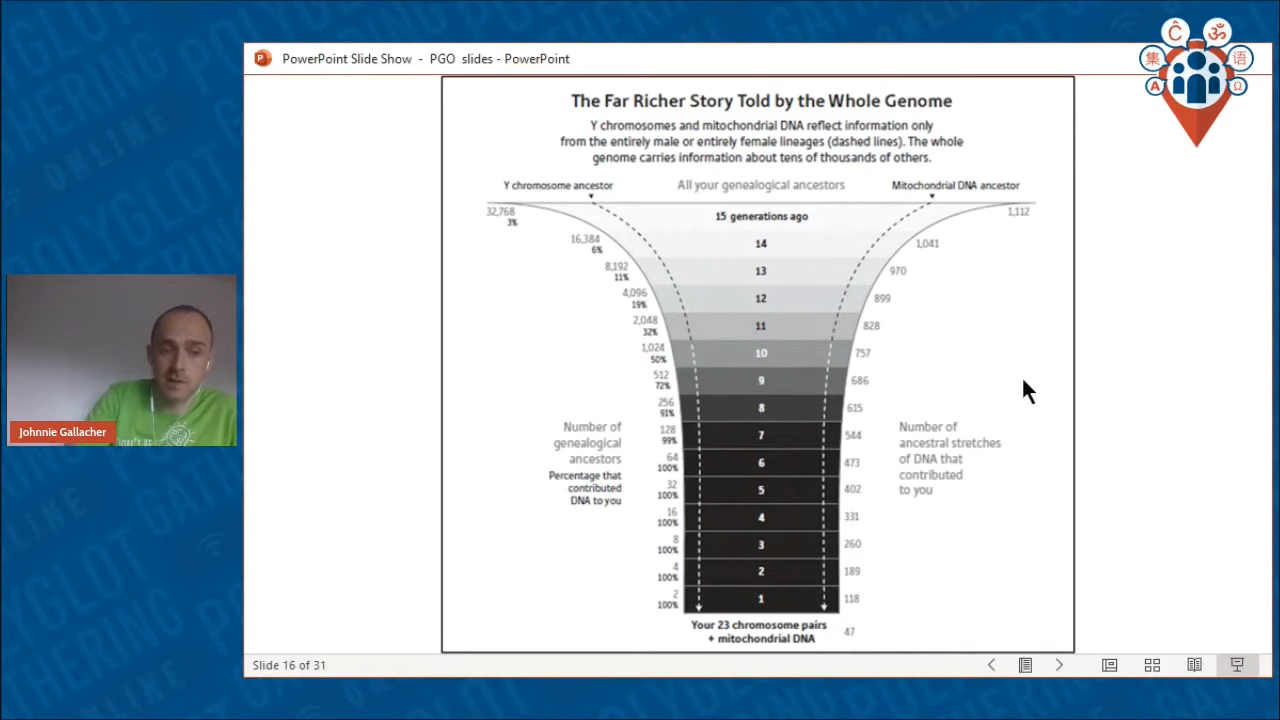 PowerPoint Slide Show - PGO slides - PowerPoint
Ĉ
ॐ
集
语
A
Ω
The Far Richer Story Told by the Whole Genome
Y chromosomes and mitochondrial DNA reflect information only
from the entirely male or entirely female lineages (dashed lines). The whole
genome carries information about tens of thousands of others.
Y chromosome ancestor
All your genealogical ancestors
Mitochondrial DNA ancestor
32,768
3%
15 generations ago
1,112
16,384
6%
14
1,041
8,192
11%
13
970
4,096
19%
12
899
2,048
32%
11
828
1,024
50%
10
757
512
72%
9
686
256
91%
8
615
128
99%
7
544
64
100%
6
473
32
100%
5
402
16
100%
4
331
8
100%
3
260
4
100%
2
189
2
100%
1
118
Number of
genealogical
ancestors
Percentage that
contributed
DNA to you
Number of
ancestral stretches
of DNA that
contributed
to you
Your 23 chromosome pairs
+ mitochondrial DNA
47
Johnnie Gallacher
Slide 16 of 31